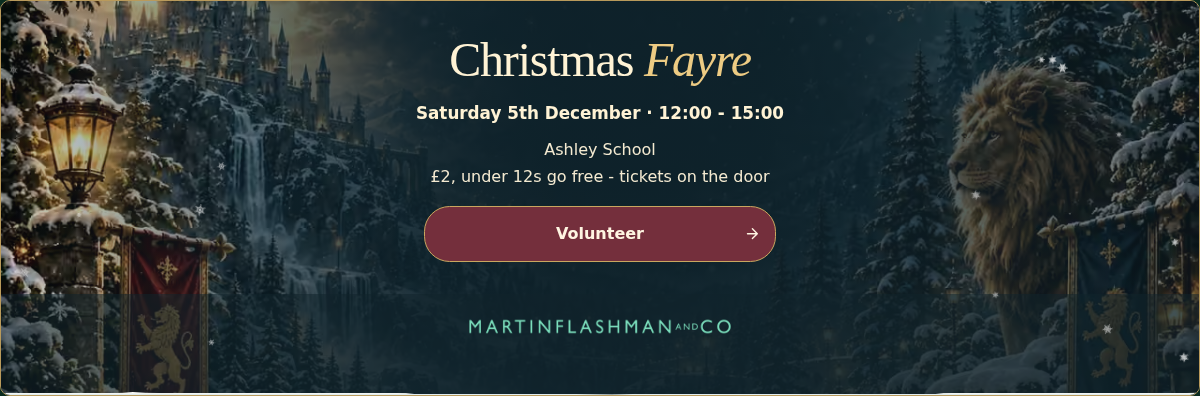 Christmas Fayre
Saturday 5th December · 12:00 - 15:00
Ashley School
£2, under 12s go free - tickets on the door
Volunteer →
MARTINFLASHMANANDCO